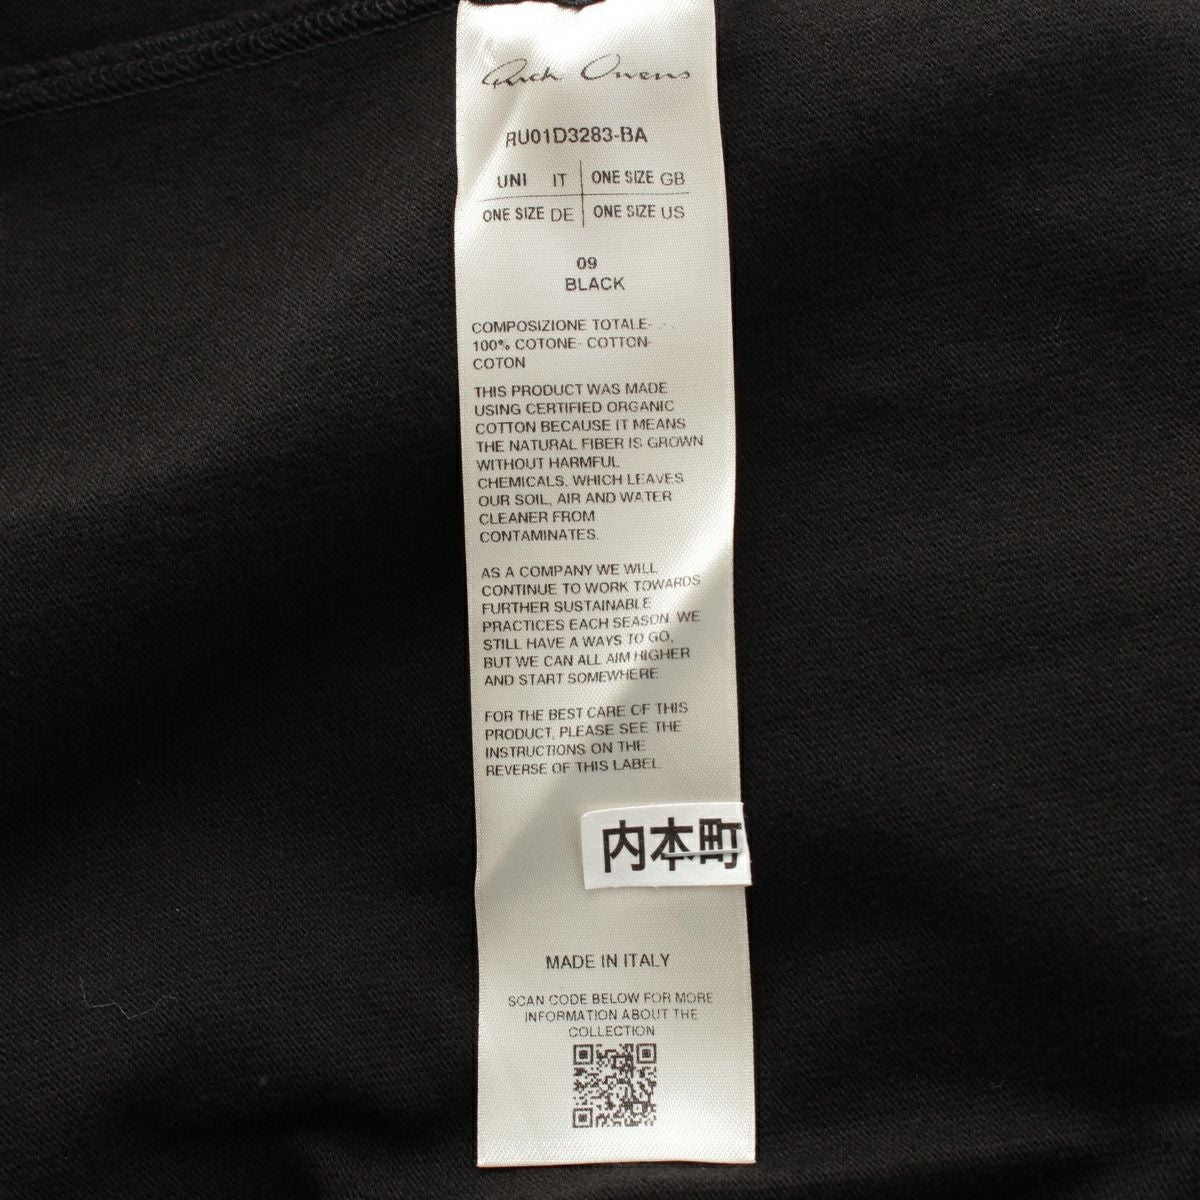 Rick Owens
RU01D3283-BA
UNI IT ONE SIZE GB
ONE SIZE DE ONE SIZE US
09
BLACK
COMPOSIZIONE TOTALE-
100% COTONE- COTTON-
COTON
THIS PRODUCT WAS MADE
USING CERTIFIED ORGANIC
COTTON BECAUSE IT MEANS
THE NATURAL FIBER IS GROWN
WITHOUT HARMFUL
CHEMICALS, WHICH LEAVES
OUR SOIL, AIR AND WATER
CLEANER FROM
CONTAMINATES.
AS A COMPANY WE WILL
CONTINUE TO WORK TOWARDS
FURTHER SUSTAINABLE
PRACTICES EACH SEASON. WE
STILL HAVE A WAYS TO GO,
BUT WE CAN ALL AIM HIGHER
AND START SOMEWHERE.
FOR THE BEST CARE OF THIS
PRODUCT, PLEASE SEE THE
INSTRUCTIONS ON THE
REVERSE OF THIS LABEL.
内本町
MADE IN ITALY
SCAN CODE BELOW FOR MORE
INFORMATION ABOUT THE
COLLECTION